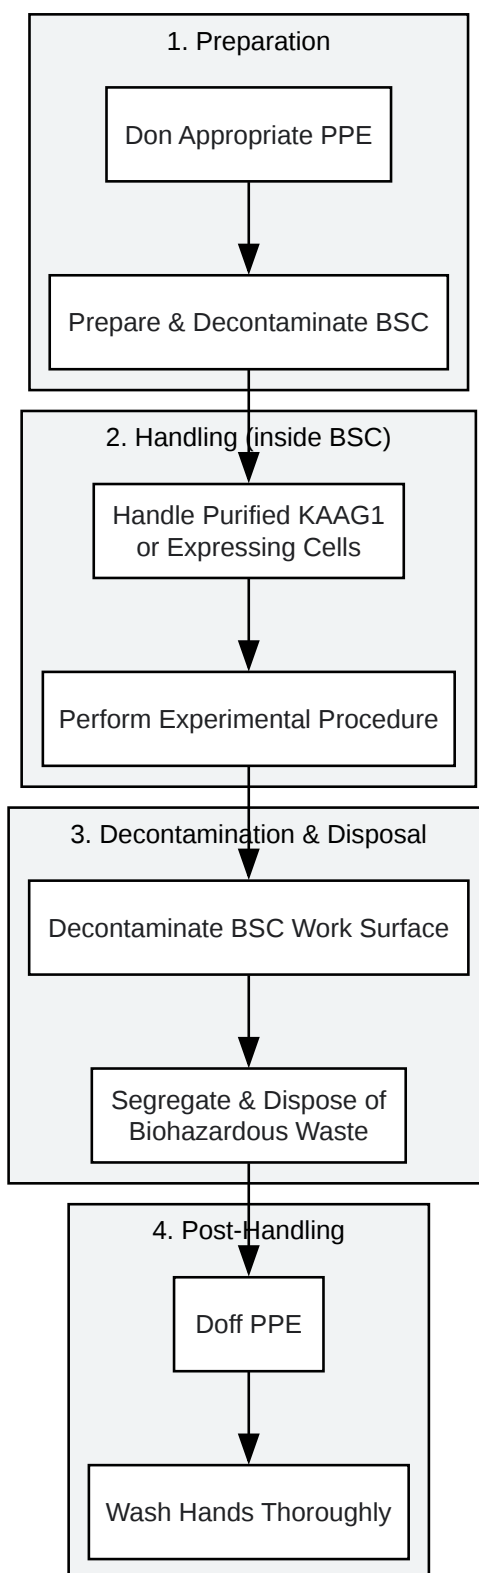 1. Preparation
Don Appropriate PPE
Prepare & Decontaminate BSC
2. Handling (inside BSC)
Handle Purified KAAG1
or Expressing Cells
Perform Experimental Procedure
3. Decontamination & Disposal
Decontaminate BSC Work Surface
Segregate & Dispose of
Biohazardous Waste
4. Post-Handling
Doff PPE
Wash Hands Thoroughly